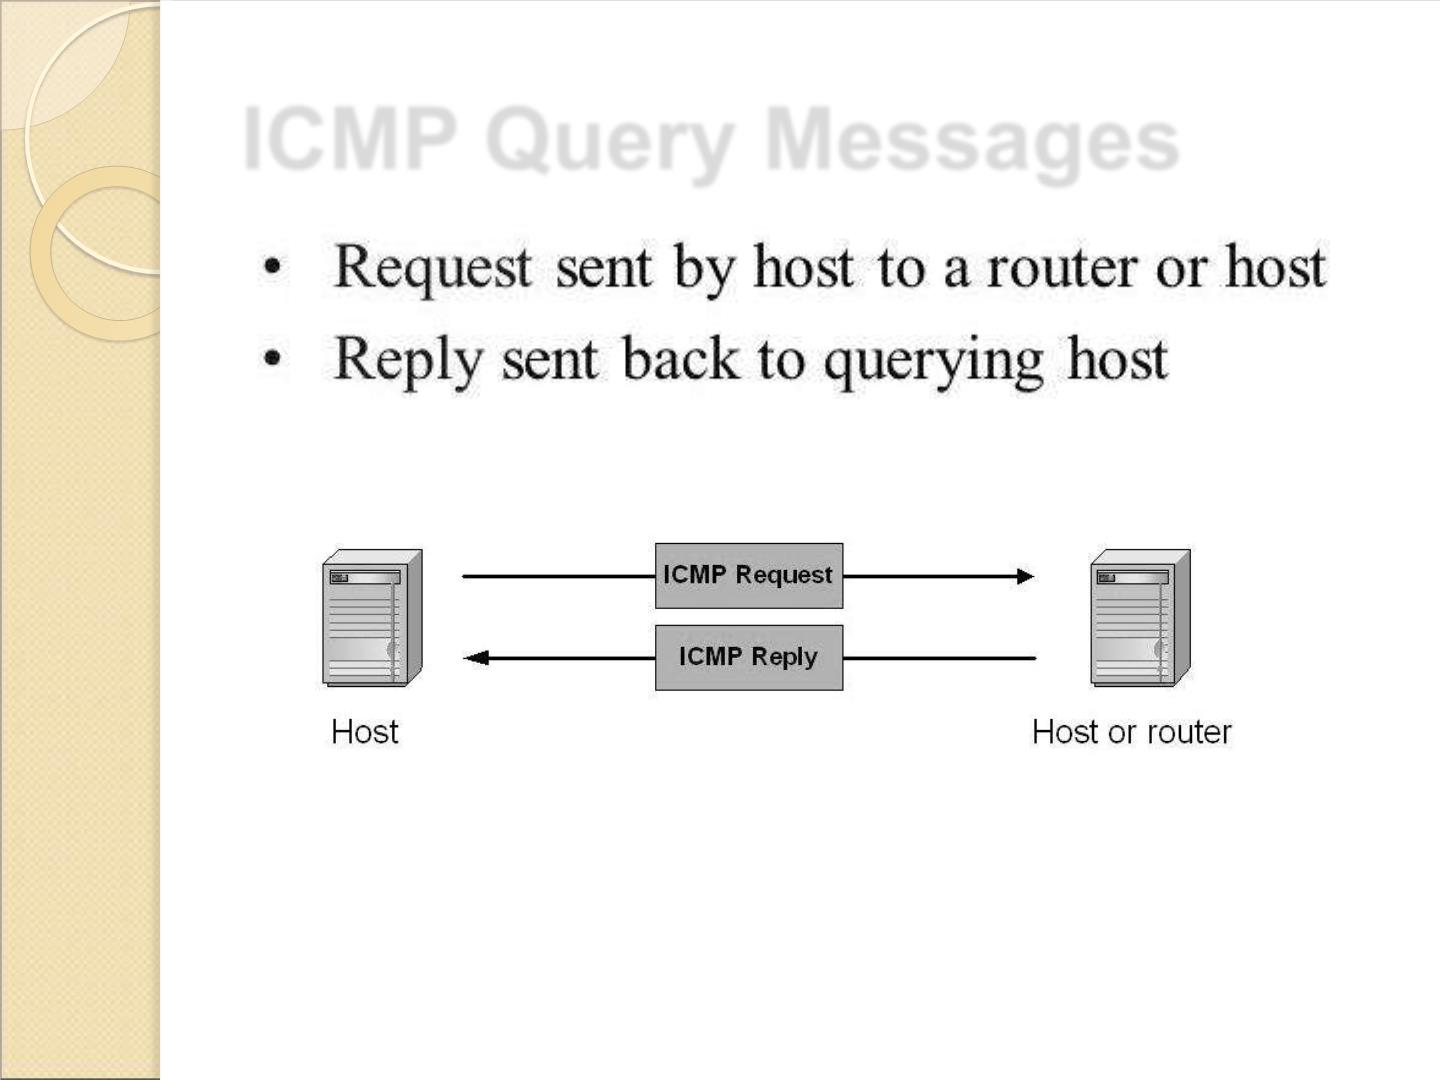 ICMP Query Messages
• Request sent by host to a router or host
• Reply sent back to querying host
ICMP Request
ICMP Reply
Host
Host or router